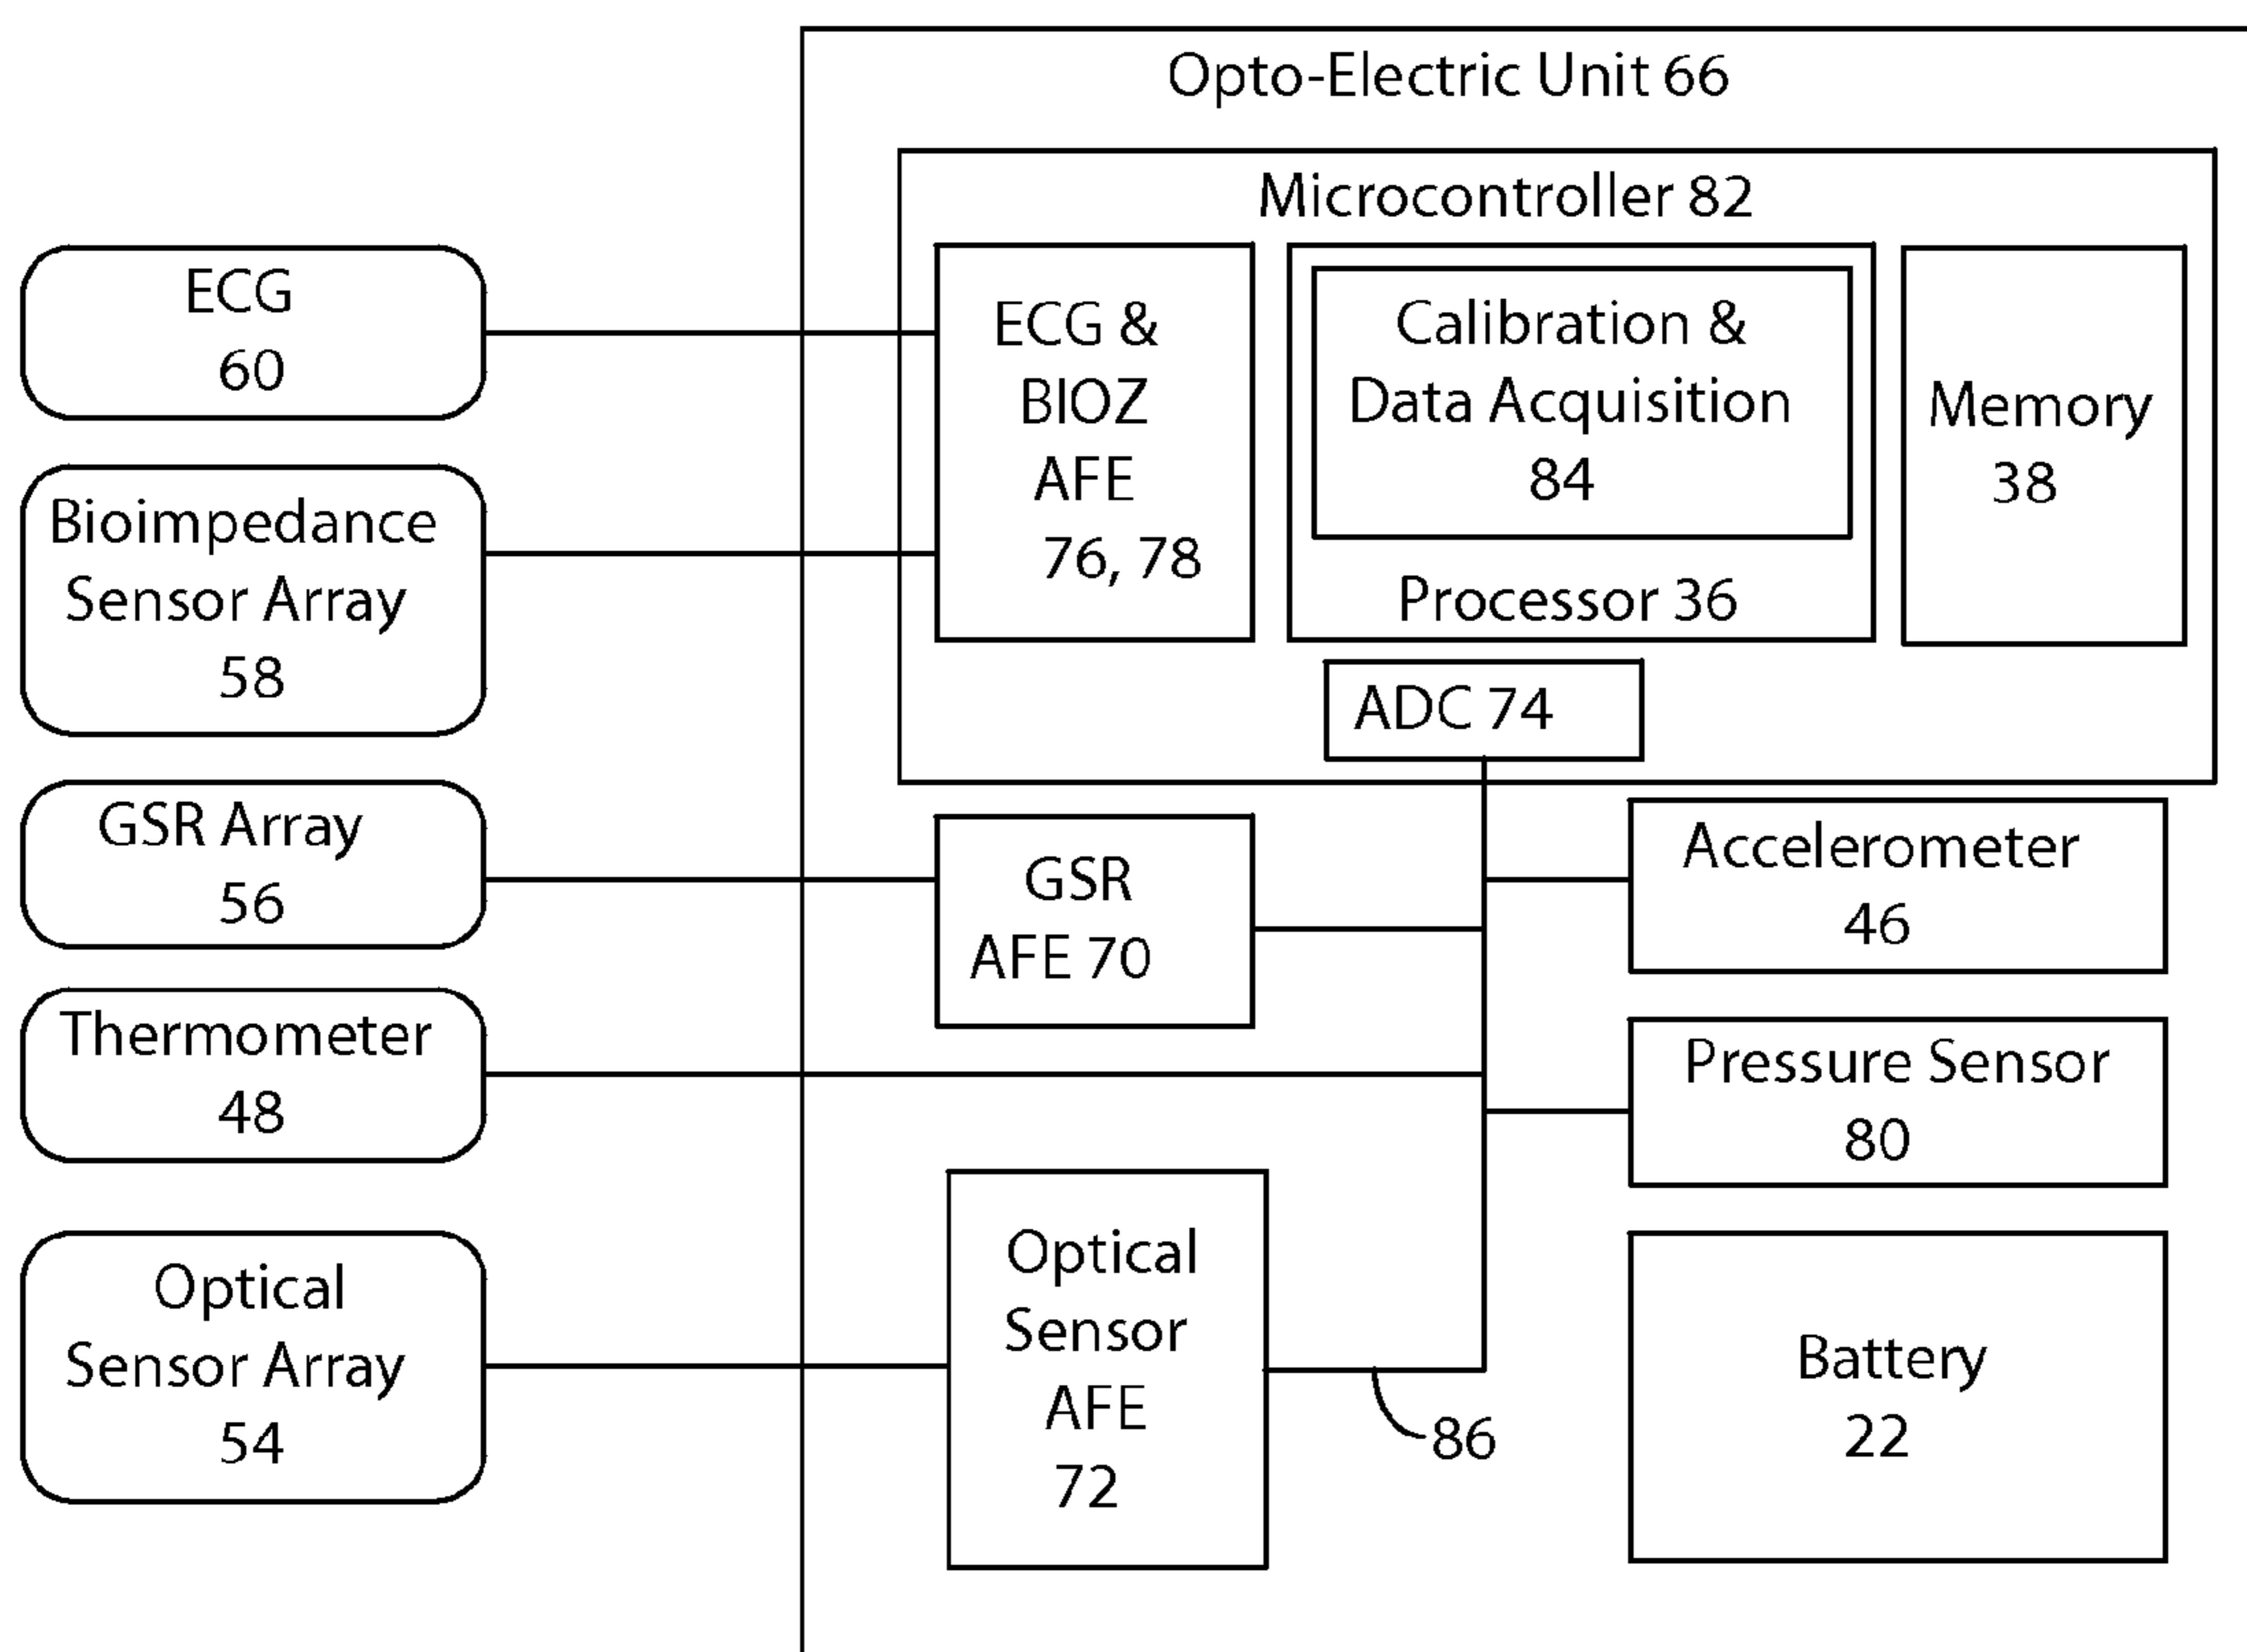 Opto-Electric Unit 66
Microcontroller 82
ECG
60
Bioimpedance
Sensor Array
58
GSR Array
56
Thermometer
48
Optical
Sensor Array
54
ECG &
BIOZ
AFE
76, 78
Calibration &
Data Acquisition
84
Processor 36
Memory
38
ADC 74
GSR
AFE 70
Optical
Sensor
AFE
72
86
Accelerometer
46
Pressure Sensor
80
Battery
22